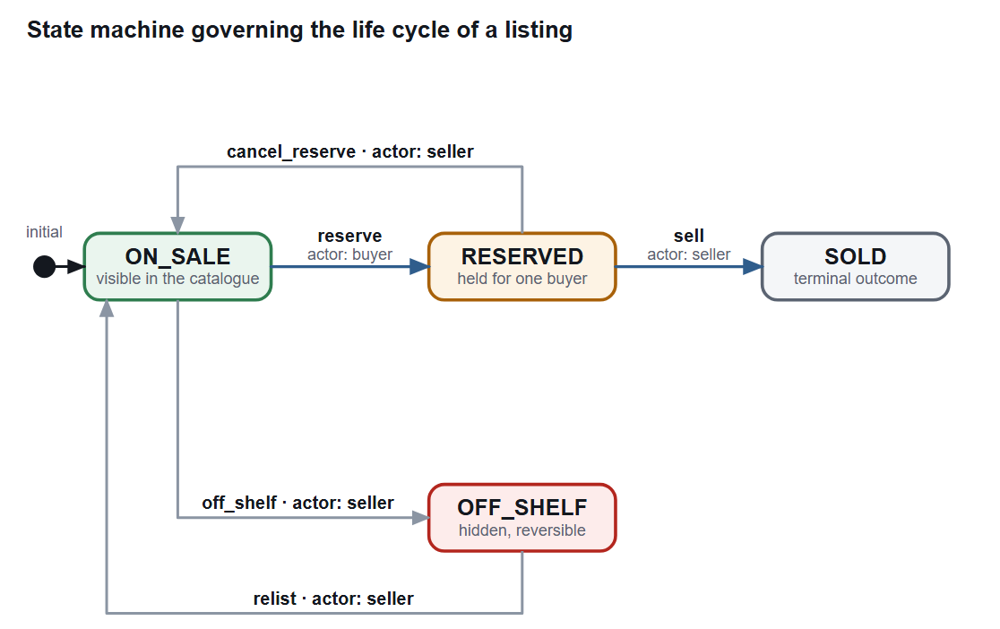 State machine governing the life cycle of a listing
cancel_reserve · actor: seller
initial
ON_SALE
visible in the catalogue
reserve
actor: buyer
RESERVED
held for one buyer
sell
actor: seller
SOLD
terminal outcome
off_shelf · actor: seller
OFF_SHELF
hidden, reversible
relist · actor: seller